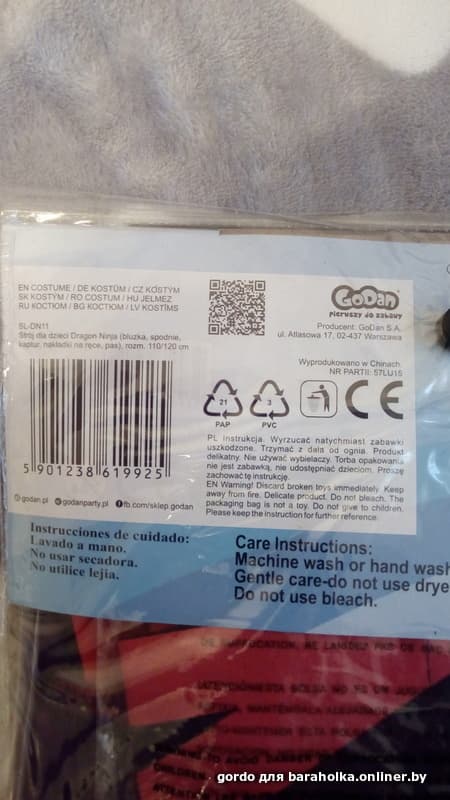 EN COSTUME / DE KOSTÜM / CZ KOSTÝM
SK KOSTÝM / RO COSTUM / HU JELMEZ
RU КОСТЮМ / BG КОСТЮМ / LV KOSTĪMS
SL-DN11
Strój dla dzieci Dragon Ninja (bluzka, spodnie,
kaptur, nakładki na ręce, pas), rozm. 110/120 cm
GoDan
pierwszy do zabawy
Producent: GoDan S.A.
ul. Atlasowa 17, 02-437 Warszawa
Wyprodukowano w Chinach.
NR PARTII: 57LU15
21
PAP
3
PVC
CE
5 901238 619925
godan.pl godanparty.pl fb.com/sklep.godan
PL Instrukcja. Wyrzucać natychmiast zabawki
uszkodzone. Trzymać z dala od ognia. Produkt
delikatny. Nie używać wybielaczy. Torba opakowania
nie jest zabawką, nie udostępniać dzieciom. Proszę
zachować tę instrukcję.
EN Warning! Discard broken toys immediately. Keep
away from fire. Delicate product. Do not bleach. The
packaging bag is not a toy. Do not give to children.
Please keep the instruction for further reference.
Instrucciones de cuidado:
Lavado a mano.
No usar secadora.
No utilice lejia.
Care Instructions:
Machine wash or hand wash
Gentle care-do not use drye
Do not use bleach.
gordo для baraholka.onliner.by